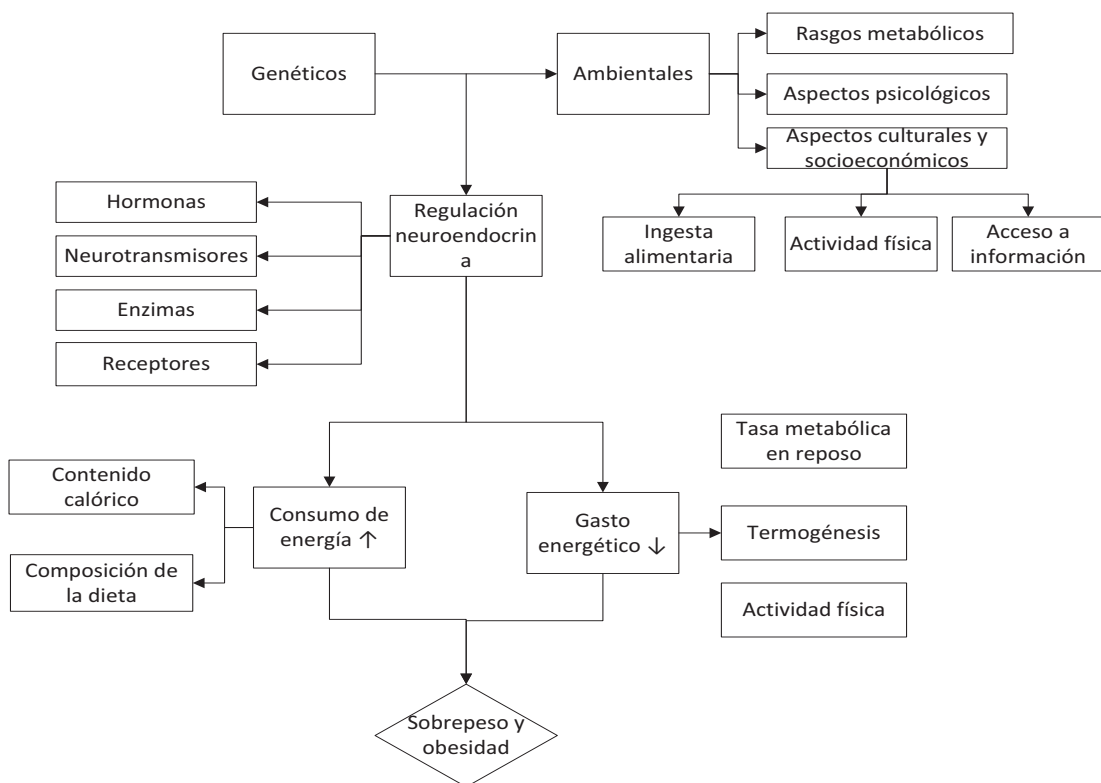 Genéticos
Ambientales
Rasgos metabólicos
Aspectos psicológicos
Aspectos culturales y
socioeconómicos
Ingesta
alimentaria
Actividad física
Acceso a
información
Regulación
neuroendocrin
a
Hormonas
Neurotransmisores
Enzimas
Receptores
Consumo de
energía ↑
Contenido
calórico
Composición de
la dieta
Gasto
energético ↓
Tasa metabólica
en reposo
Termogénesis
Actividad física
Sobrepeso y
obesidad